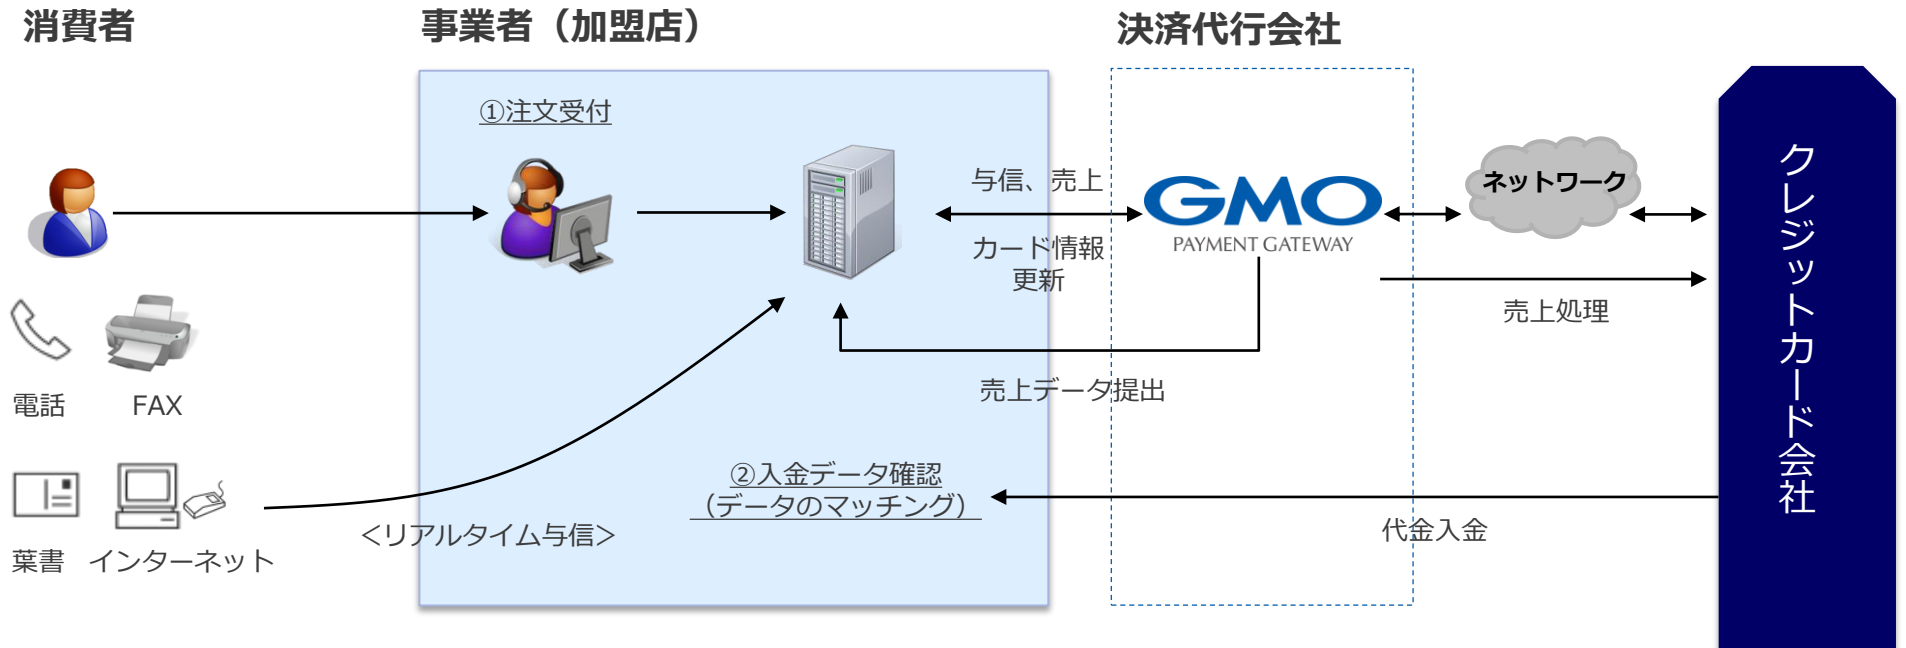 消費者
事業者（加盟店）
決済代行会社
①注文受付
与信、売上
カード情報
更新
GMO
PAYMENT GATEWAY
ネットワーク
クレジットカード会社
売上処理
電話
FAX
売上データ提出
②入金データ確認
（データのマッチング）
代金入金
＜リアルタイム与信＞
葉書
インターネット